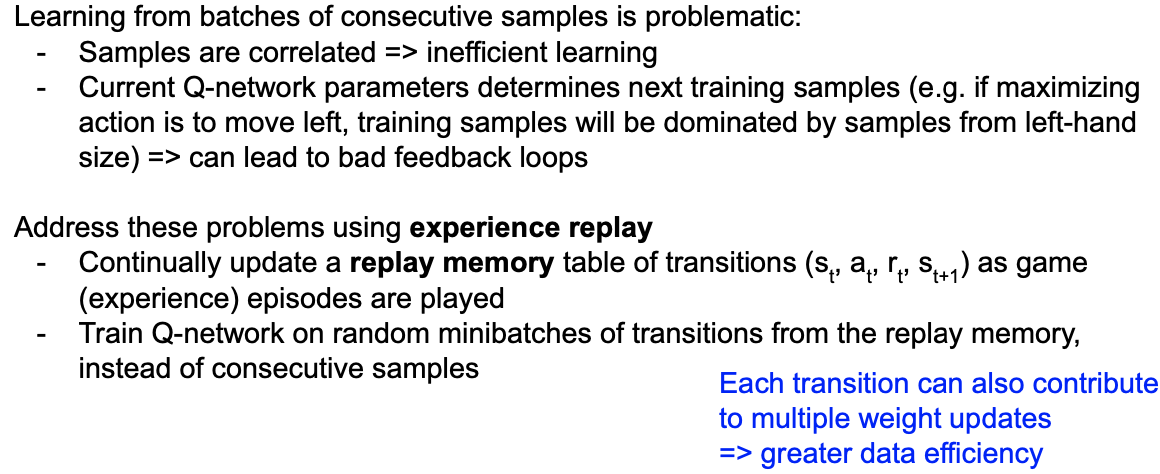 Learning from batches of consecutive samples is problematic:
- Samples are correlated => inefficient learning
- Current Q-network parameters determines next training samples (e.g. if maximizing
action is to move left, training samples will be dominated by samples from left-hand
size) => can lead to bad feedback loops
Address these problems using experience replay
- Continually update a replay memory table of transitions (s_t, a_t, r_t, s_{t+1}) as game
(experience) episodes are played
- Train Q-network on random minibatches of transitions from the replay memory,
instead of consecutive samples
Each transition can also contribute
to multiple weight updates
=> greater data efficiency